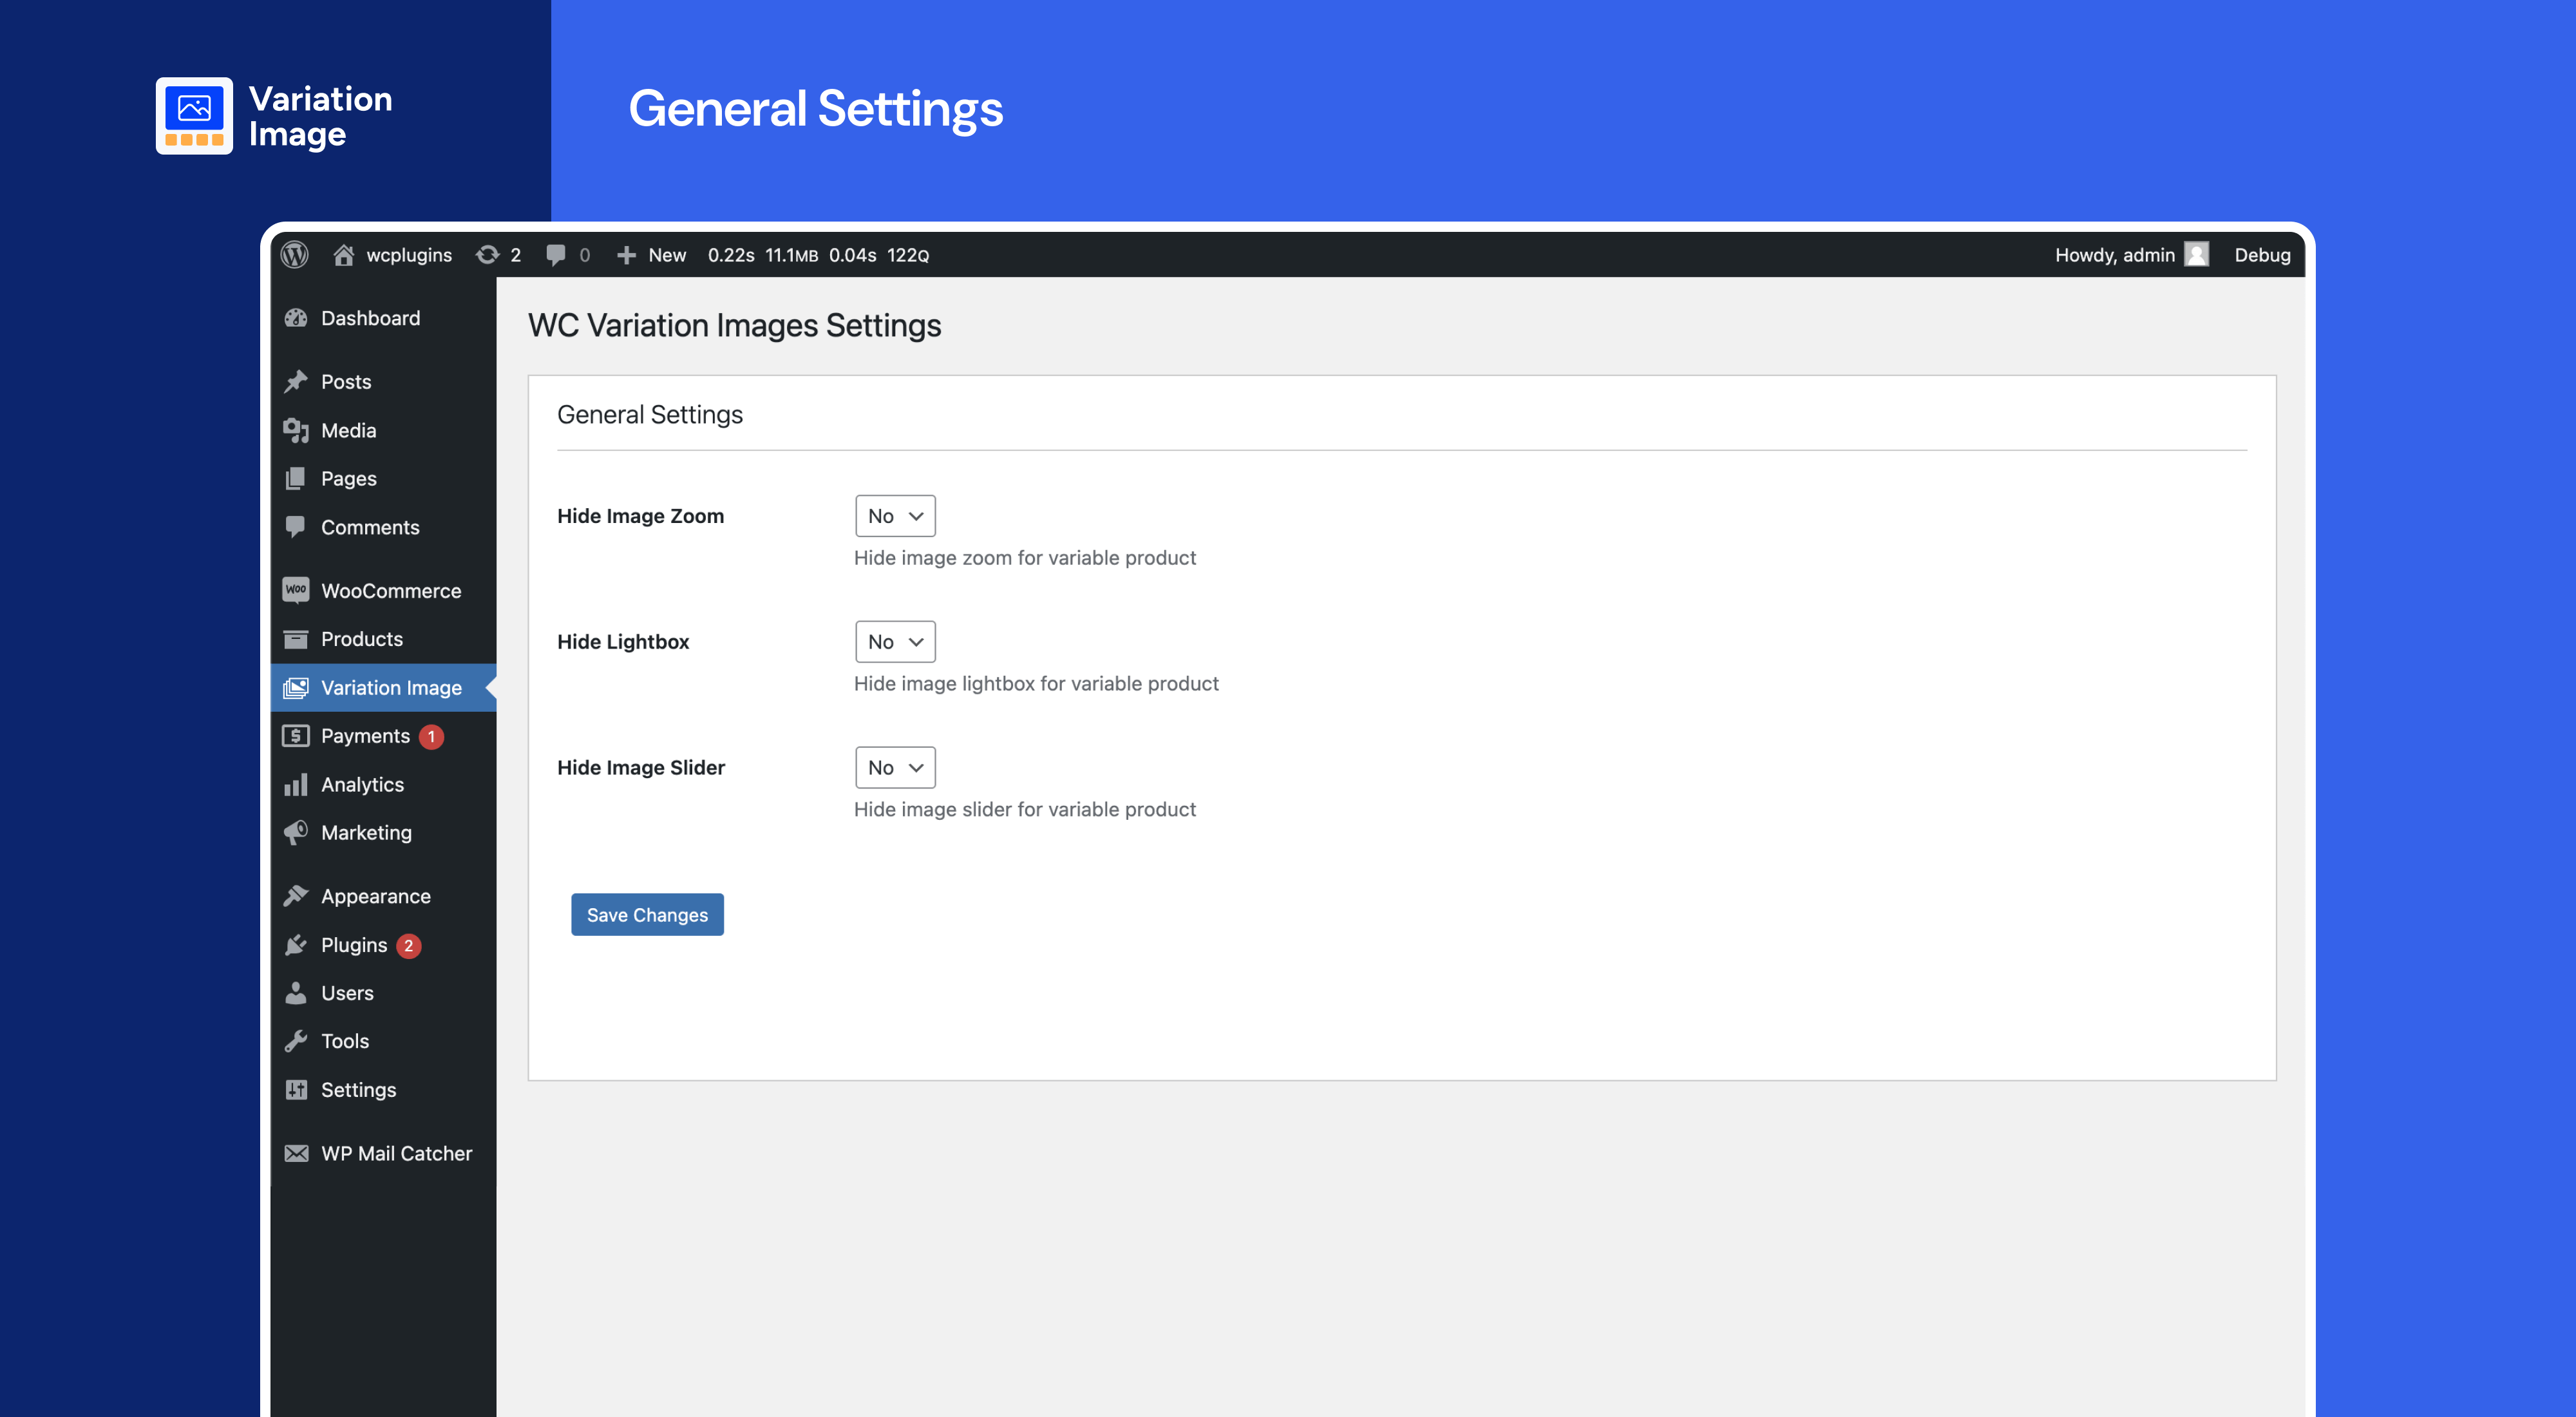 Variation
Image
General Settings
wcplugins 2 0 New 0.22s 11.1MB 0.04s 122Q Howdy, admin Debug
Dashboard
Posts
Media
Pages
Comments
Woo WooCommerce
Products
Variation Image
Payments 1
Analytics
Marketing
Appearance
Plugins 2
Users
Tools
Settings
WP Mail Catcher
WC Variation Images Settings
General Settings
Hide Image Zoom No
Hide image zoom for variable product
Hide Lightbox No
Hide image lightbox for variable product
Hide Image Slider No
Hide image slider for variable product
Save Changes